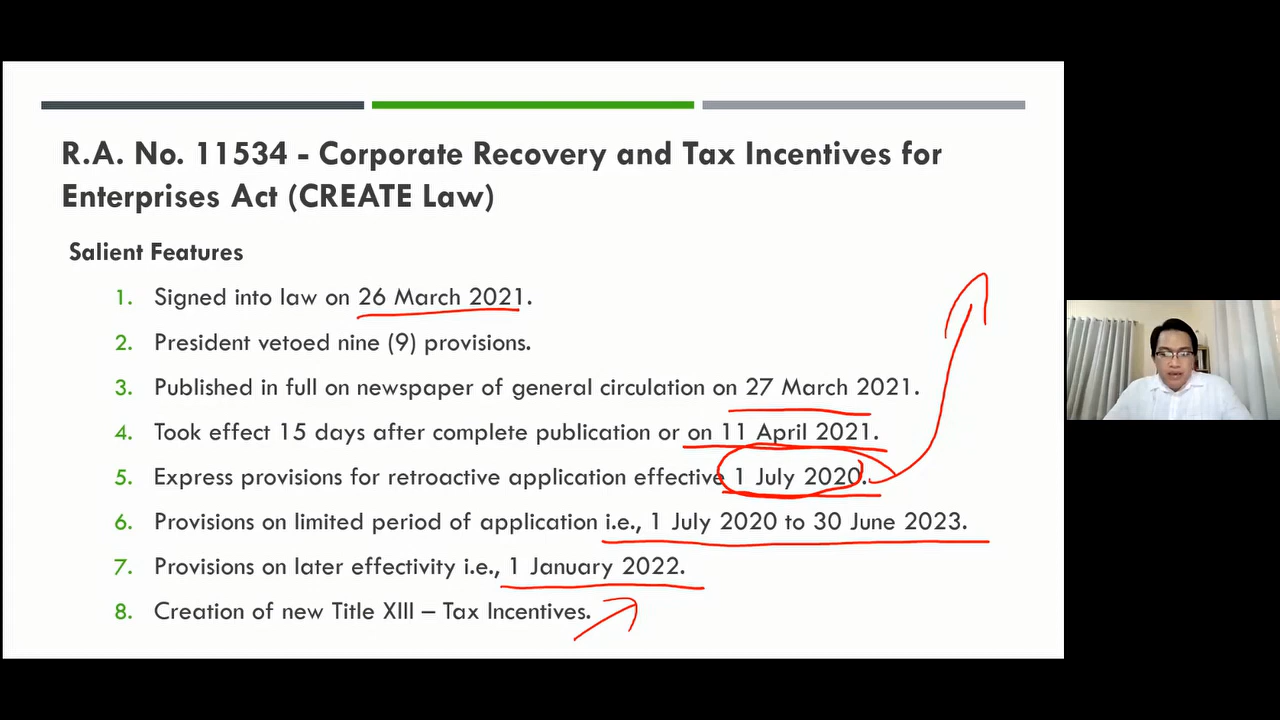 R.A. No. 11534 - Corporate Recovery and Tax Incentives for
Enterprises Act (CREATE Law)
Salient Features
1. Signed into law on 26 March 2021.
2. President vetoed nine (9) provisions.
3. Published in full on newspaper of general circulation on 27 March 2021.
4. Took effect 15 days after complete publication or on 11 April 2021.
5. Express provisions for retroactive application effective 1 July 2020.
6. Provisions on limited period of application i.e., 1 July 2020 to 30 June 2023.
7. Provisions on later effectivity i.e., 1 January 2022.
8. Creation of new Title XIII – Tax Incentives.